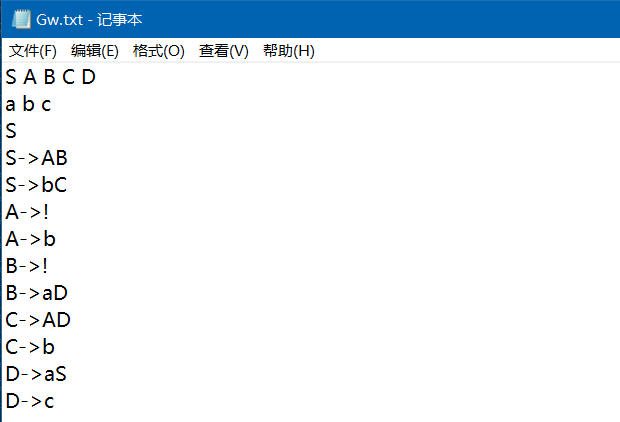 Gw.txt - 记事本
文件(F) 编辑(E) 格式(O) 查看(V) 帮助(H)
S A B C D
a b c
S
S->AB
S->bC
A->!
A->b
B->!
B->aD
C->AD
C->b
D->aS
D->c